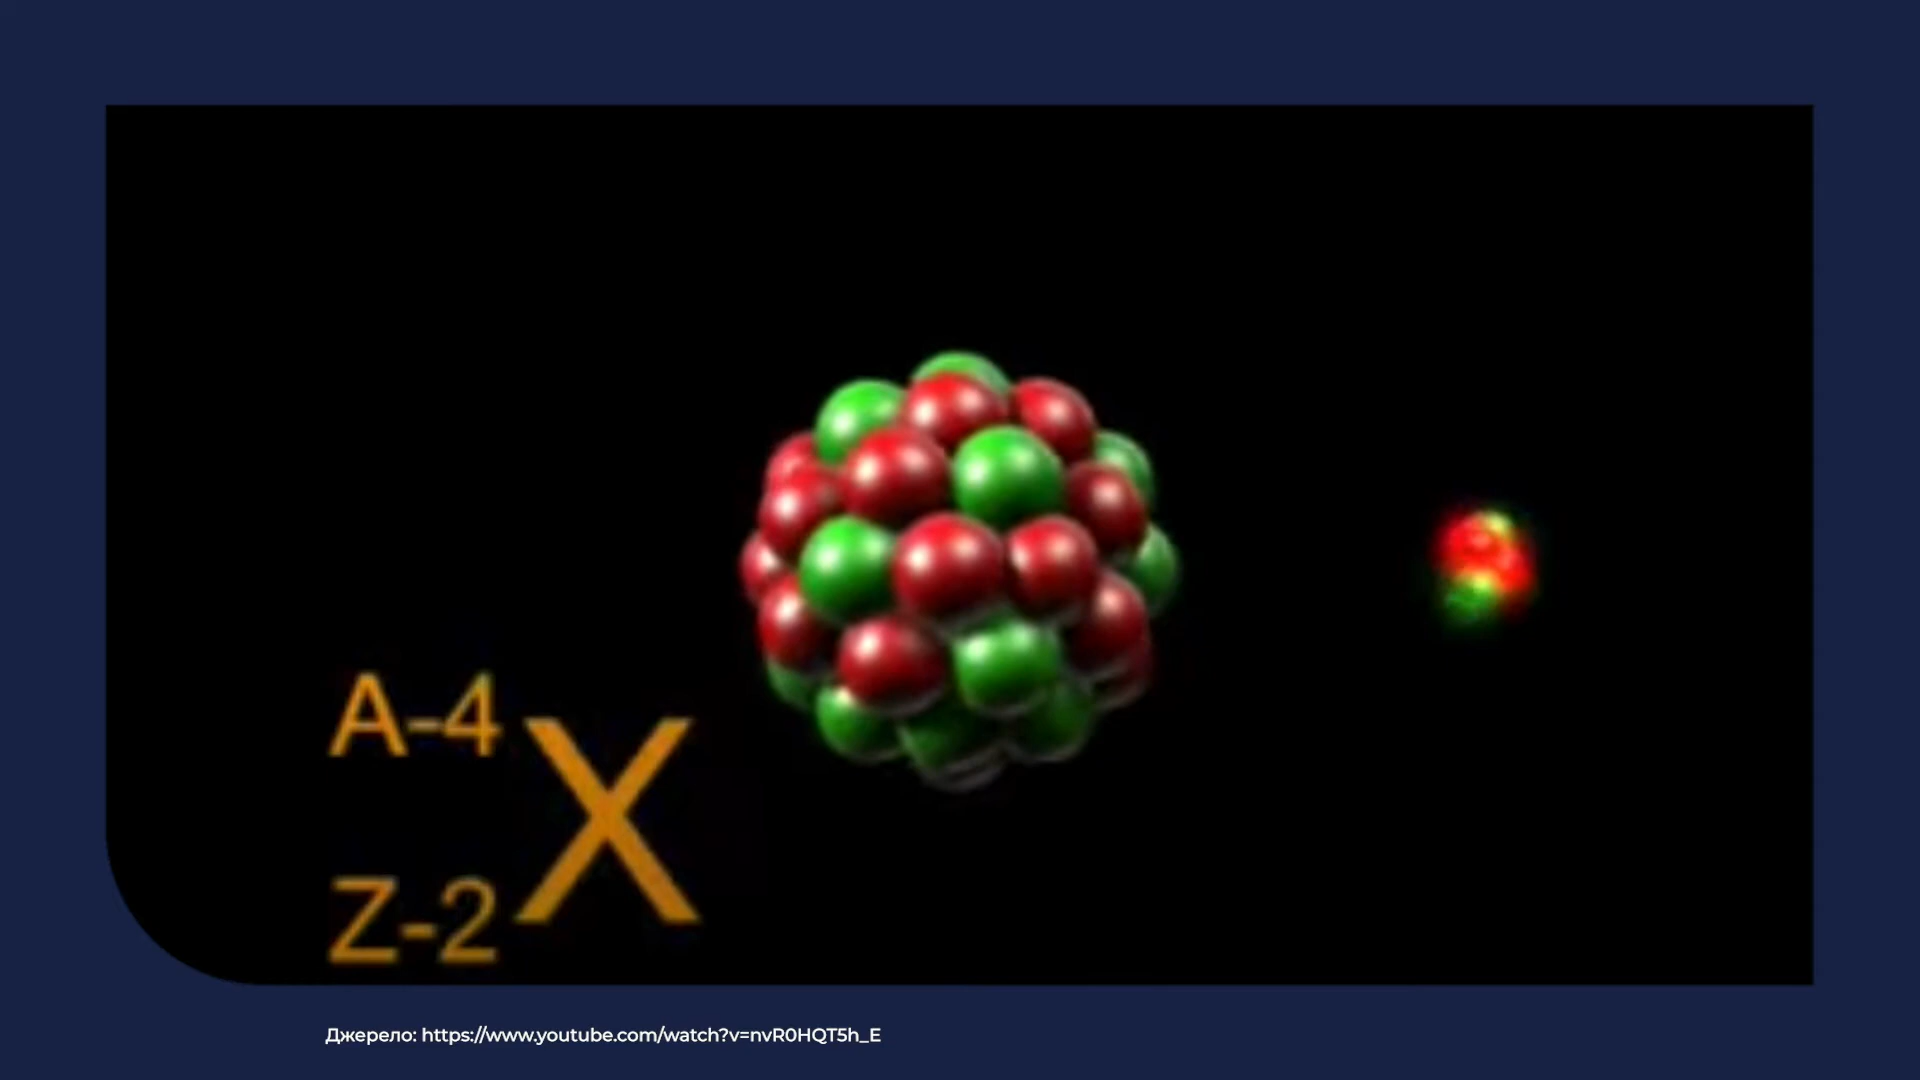 A-4
X
Z-2
Джерело: https://www.youtube.com/watch?v=nvR0HQT5h_E